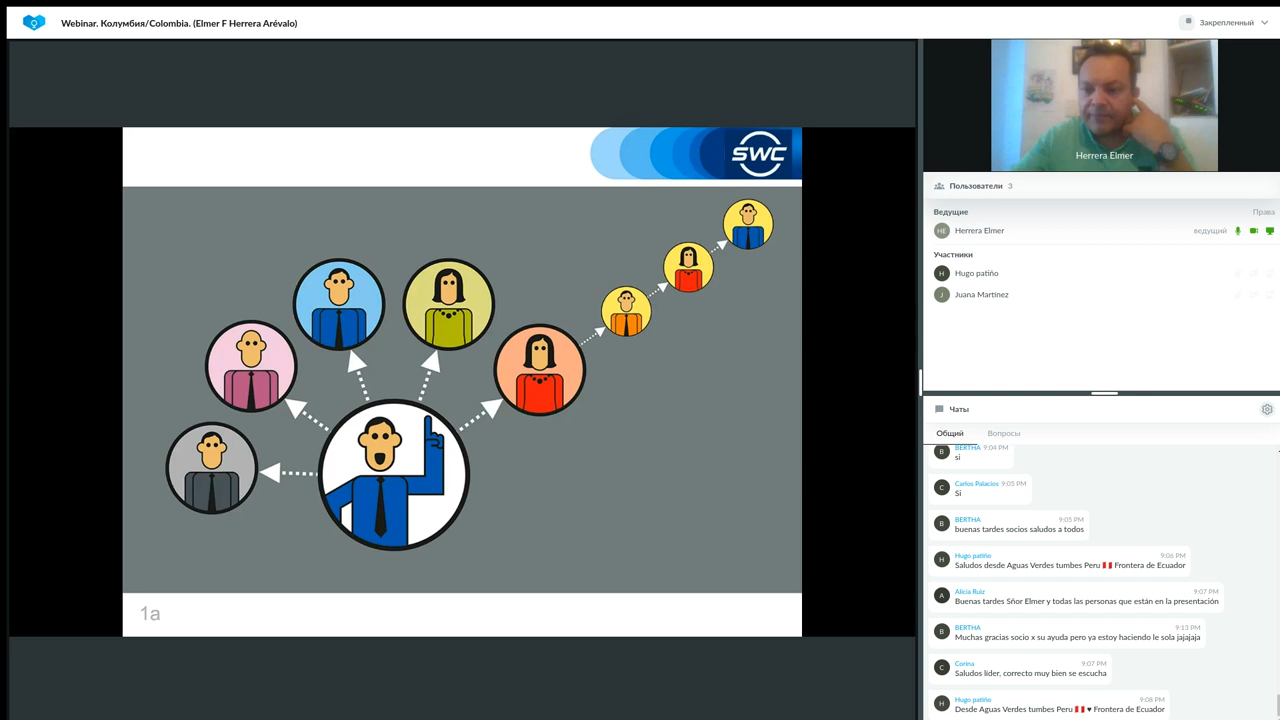 Webinar. Колумбия/Colombia. (Elmer F Herrera Arévalo)
Закрепленный
SWC
1a
Herrera Elmer
Пользователи 3
Ведущие Права
HE Herrera Elmer ведущий
Участники
H Hugo patiño
J Juana Martínez
Чаты
Общий Вопросы
B BERTHA 9:04 PM
si
C Carlos Palacios 9:05 PM
Si
B BERTHA 9:05 PM
buenas tardes socios saludos a todos
H Hugo patiño 9:06 PM
Saludos desde Aguas Verdes tumbes Peru 🇵🇪 Frontera de Ecuador
A Alicia Ruiz 9:07 PM
Buenas tardes Sñor Elmer y todas las personas que están en la presentación
B BERTHA 9:13 PM
Muchas gracias socio x su ayuda pero ya estoy haciendo le sola jajajaja
C Corina 9:07 PM
Saludos líder, correcto muy bien se escucha
H Hugo patiño 9:08 PM
Desde Aguas Verdes tumbes Peru 🇵🇪 ♥ Frontera de Ecuador